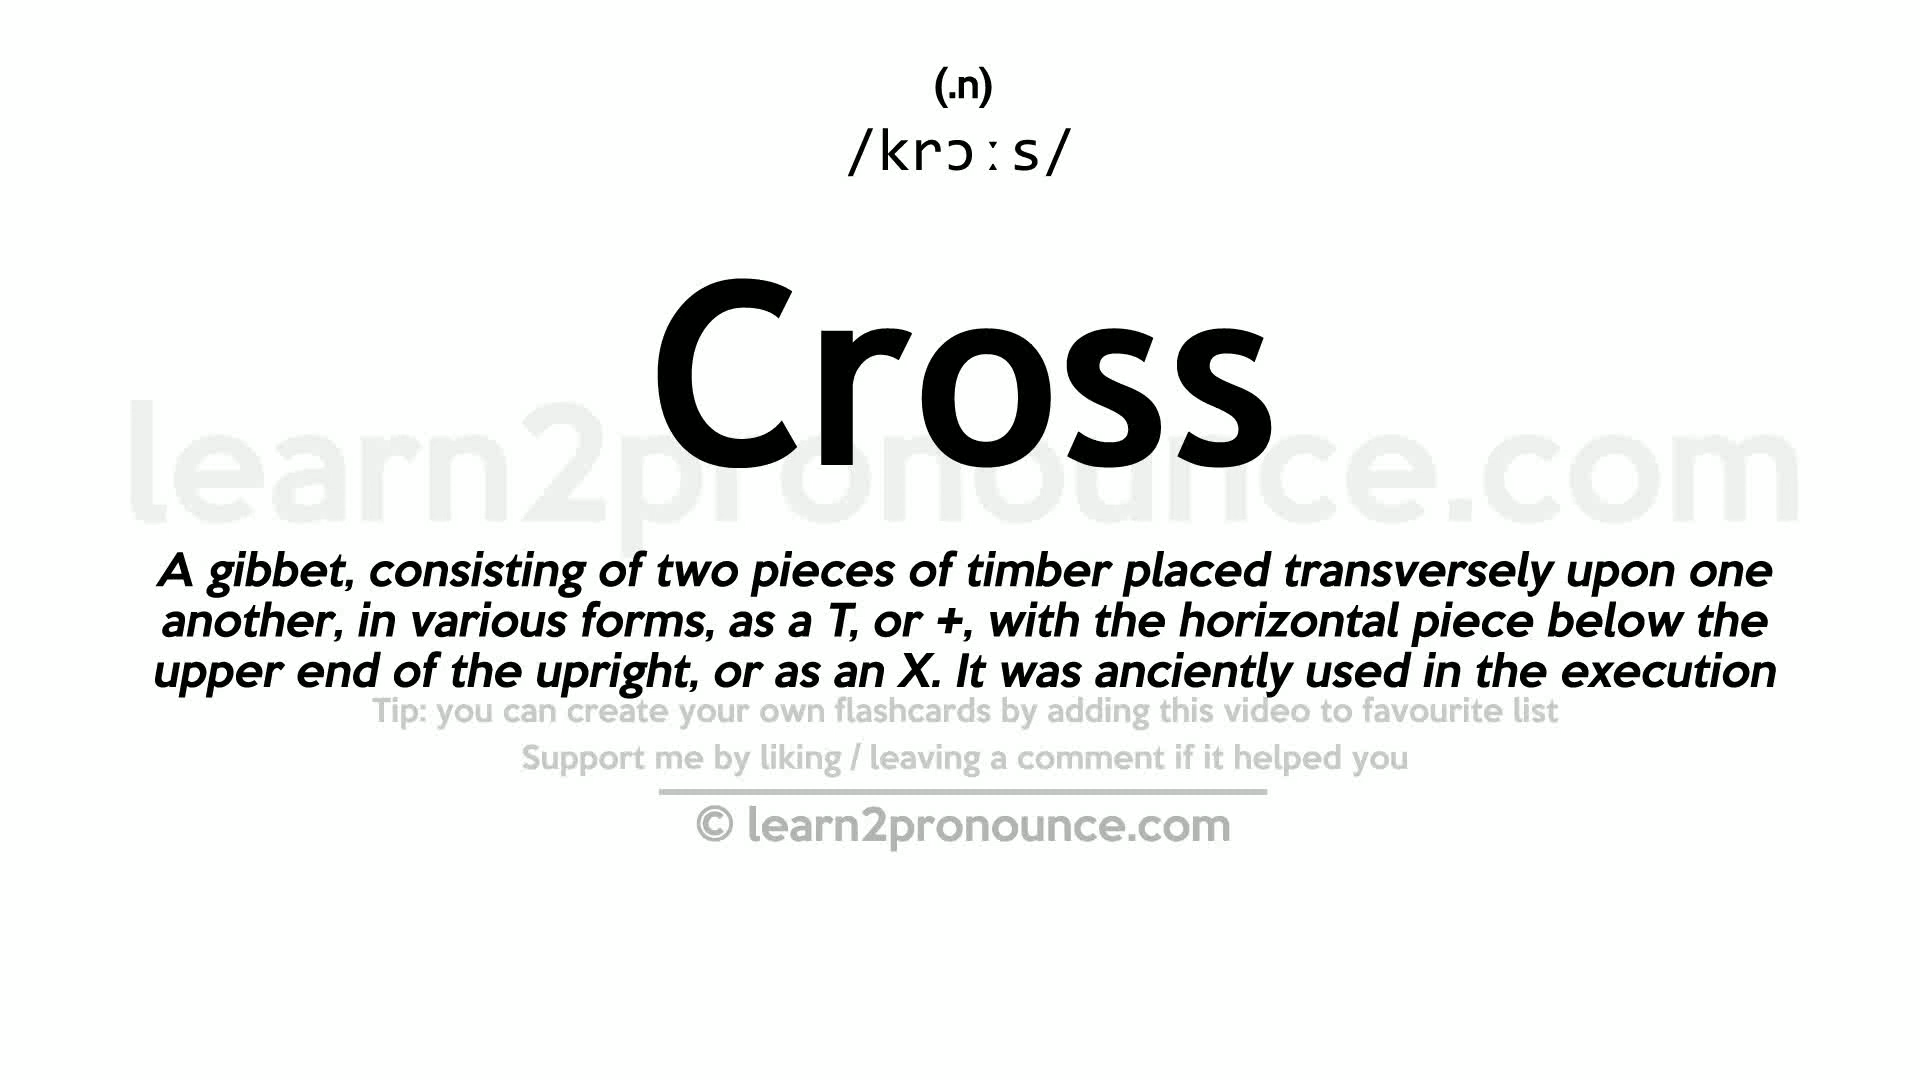 (.n)
/krɔːs/
Cross
learn2pronounce.com
A gibbet, consisting of two pieces of timber placed transversely upon one
another, in various forms, as a T, or +, with the horizontal piece below the
upper end of the upright, or as an X. It was anciently used in the execution
Tip: you can create your own flashcards by adding this video to favourite list
Support me by liking / leaving a comment if it helped you
© learn2pronounce.com